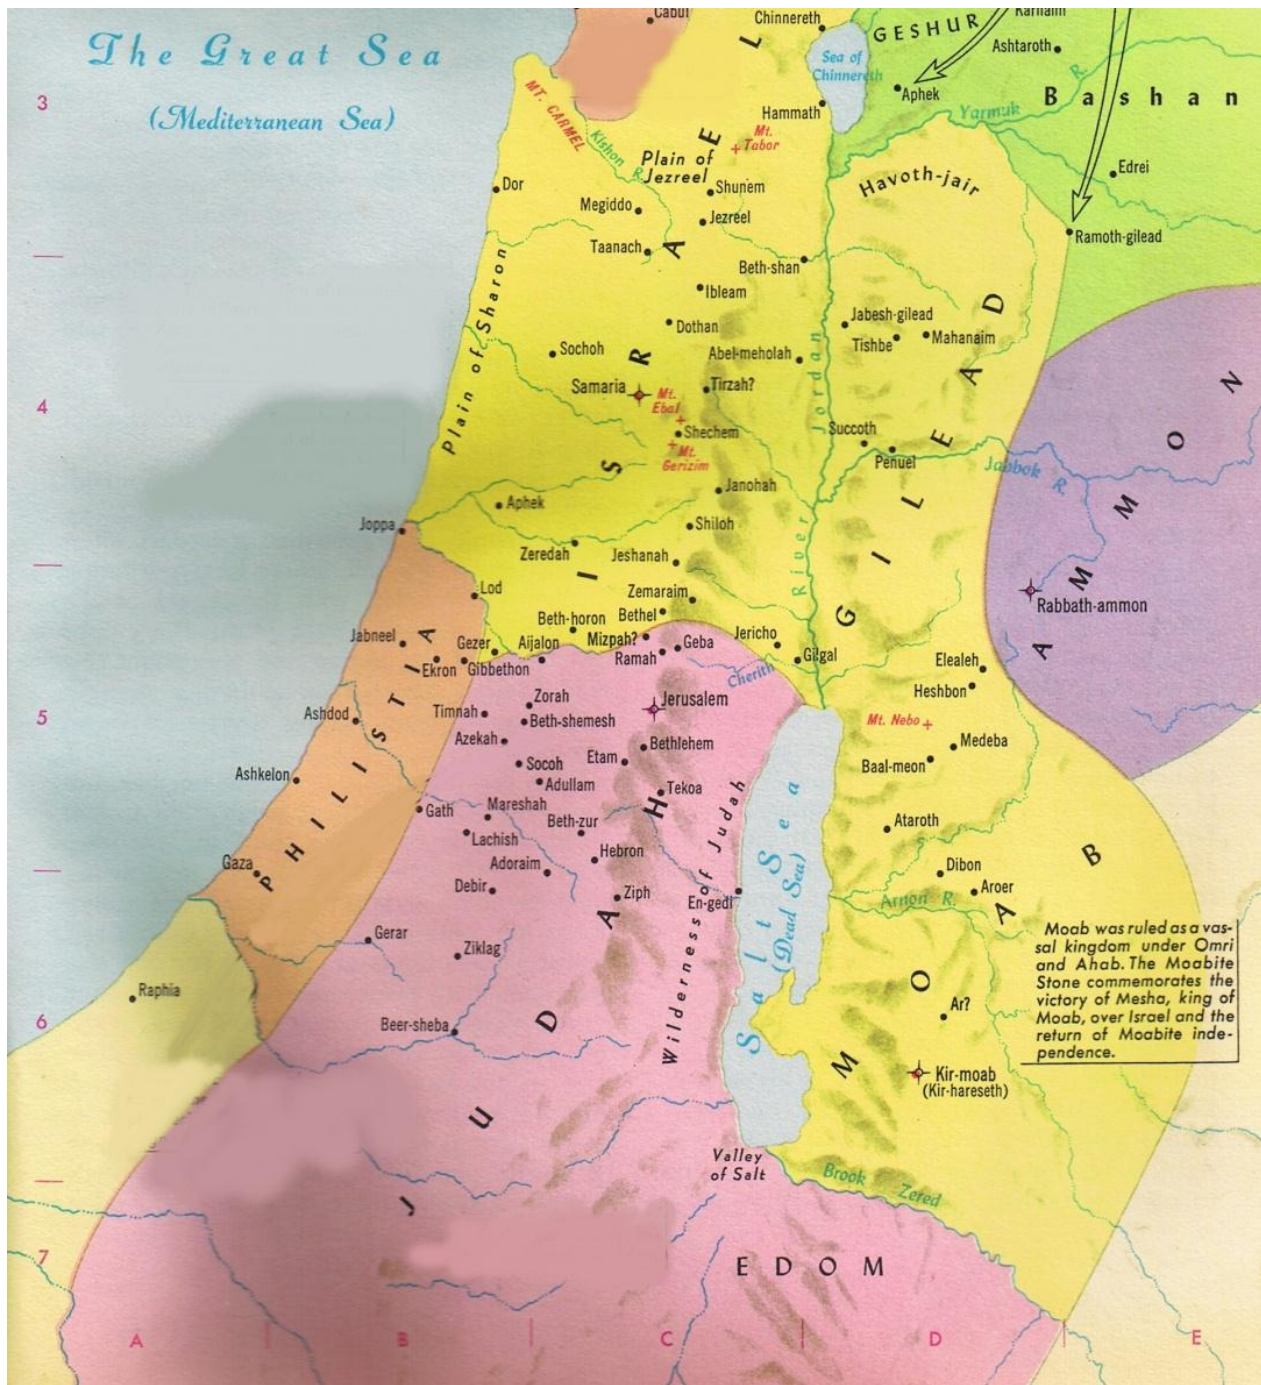 Cabul
Chinnereth
GESHUR
Karnaim
The Great Sea
(Mediterranean Sea)
Ashtaroth
Sea of
Chinnereth
3
MT. CARMEL
Hammath
Aphek
Bashan
Yarmuk R.
Kishon R.
Mt.
Tabor
Plain of
Jezreel
Edrei
Dor
Shunem
Havoth-jair
Megiddo
Jezreel
Ramoth-gilead
Taanach
Beth-shan
ISRAEL
Ibleam
Plain of Sharon
Dothan
Jabesh-gilead
Tishbe
Mahanaim
Sochoh
Abel-meholah
Samaria
Tirzah?
Mt.
Ebal
4
Shechem
Mt.
Gerizim
Jordan River
Succoth
Penuel
Jabbok R.
GILEAD
AMMON
Janohah
Aphek
Joppa
Shiloh
Zeredah
Jeshanah
Lod
Zemaraim
Rabbath-ammon
Beth-horon
Bethel
Jabneel
Gezer
Aijalon
Mizpah?
Geba
Jericho
Ekron
Gibbethon
Ramah
Gilgal
Elealeh
Cherith
Heshbon
PHILISTIA
Zorah
Jerusalem
5
Ashdod
Timnah
Beth-shemesh
Mt. Nebo
Azekah
Bethlehem
Medeba
Etam
Baal-meon
Socoh
Ashkelon
Adullam
Tekoa
Gath
Mareshah
Beth-zur
Ataroth
Lachish
Hebron
Gaza
Adoraim
Dibon
Debir
Ziph
En-gedi
Aroer
Arnon R.
Wilderness of Judah
Salt Sea
(Dead Sea)
JUDAH
MOAB
Gerar
Ziklag
Moab was ruled as a vas-
sal kingdom under Omri
and Ahab. The Moabite
Stone commemorates the
victory of Mesha, king of
Moab, over Israel and the
return of Moabite inde-
pendence.
Raphia
Ar?
6
Beer-sheba
Kir-moab
(Kir-hareseth)
Valley
of Salt
Brook Zered
7
EDOM
A
B
C
D
E